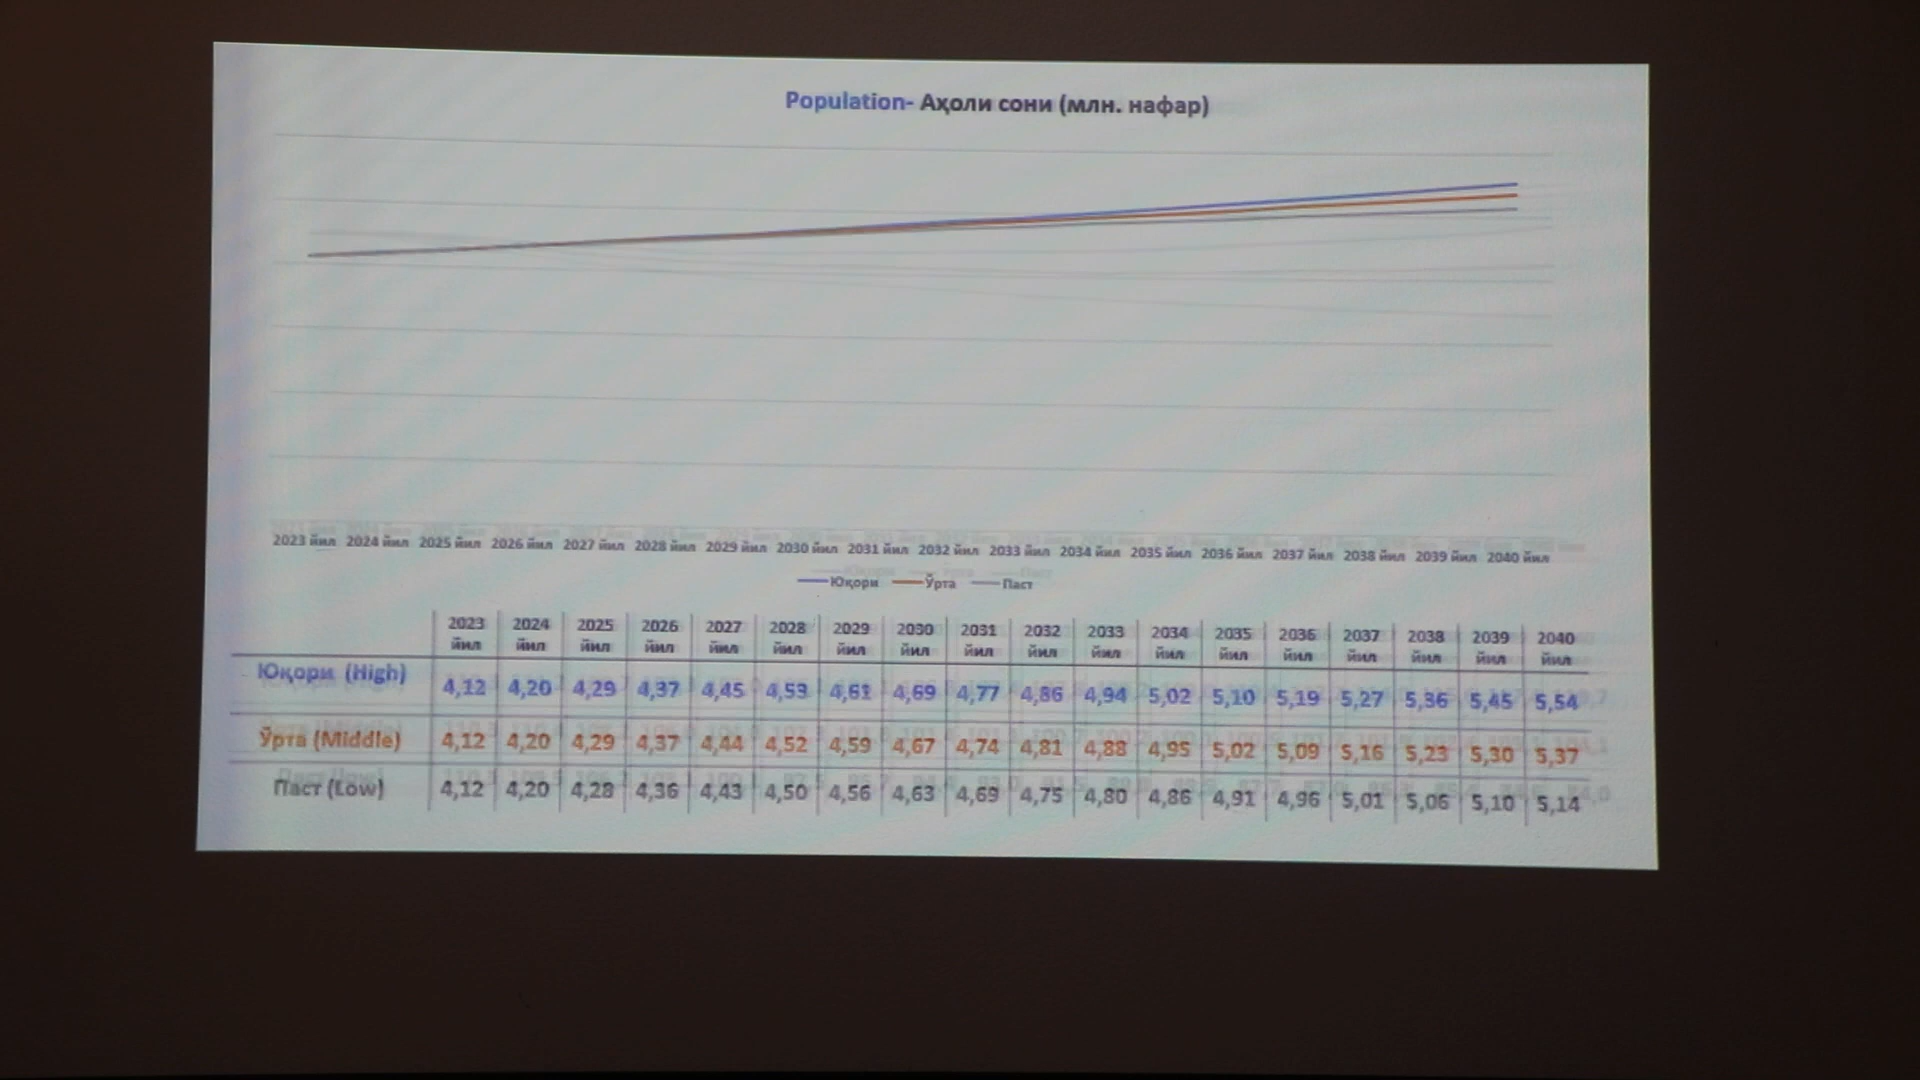 Population- Аҳоли сони (млн. нафар)
2023 йил 2024 йил 2025 йил 2026 йил 2027 йил 2028 йил 2029 йил 2030 йил 2031 йил 2032 йил 2033 йил 2034 йил 2035 йил 2036 йил 2037 йил 2038 йил 2039 йил 2040 йил
Юқори Ўрта Паст
2023 2024 2025 2026 2027 2028 2029 2030 2031 2032 2033 2034 2035 2036 2037 2038 2039 2040
йил йил йил йил йил йил йил йил йил йил йил йил йил йил йил йил йил йил
Юқори (High) 4,12 4,20 4,29 4,37 4,45 4,53 4,61 4,69 4,77 4,86 4,94 5,02 5,10 5,19 5,27 5,36 5,45 5,54
Ўрта (Middle) 4,12 4,20 4,29 4,37 4,44 4,52 4,59 4,67 4,74 4,81 4,88 4,95 5,02 5,09 5,16 5,23 5,30 5,37
Паст (Low) 4,12 4,20 4,28 4,36 4,43 4,50 4,56 4,63 4,69 4,75 4,80 4,86 4,91 4,96 5,01 5,06 5,10 5,14